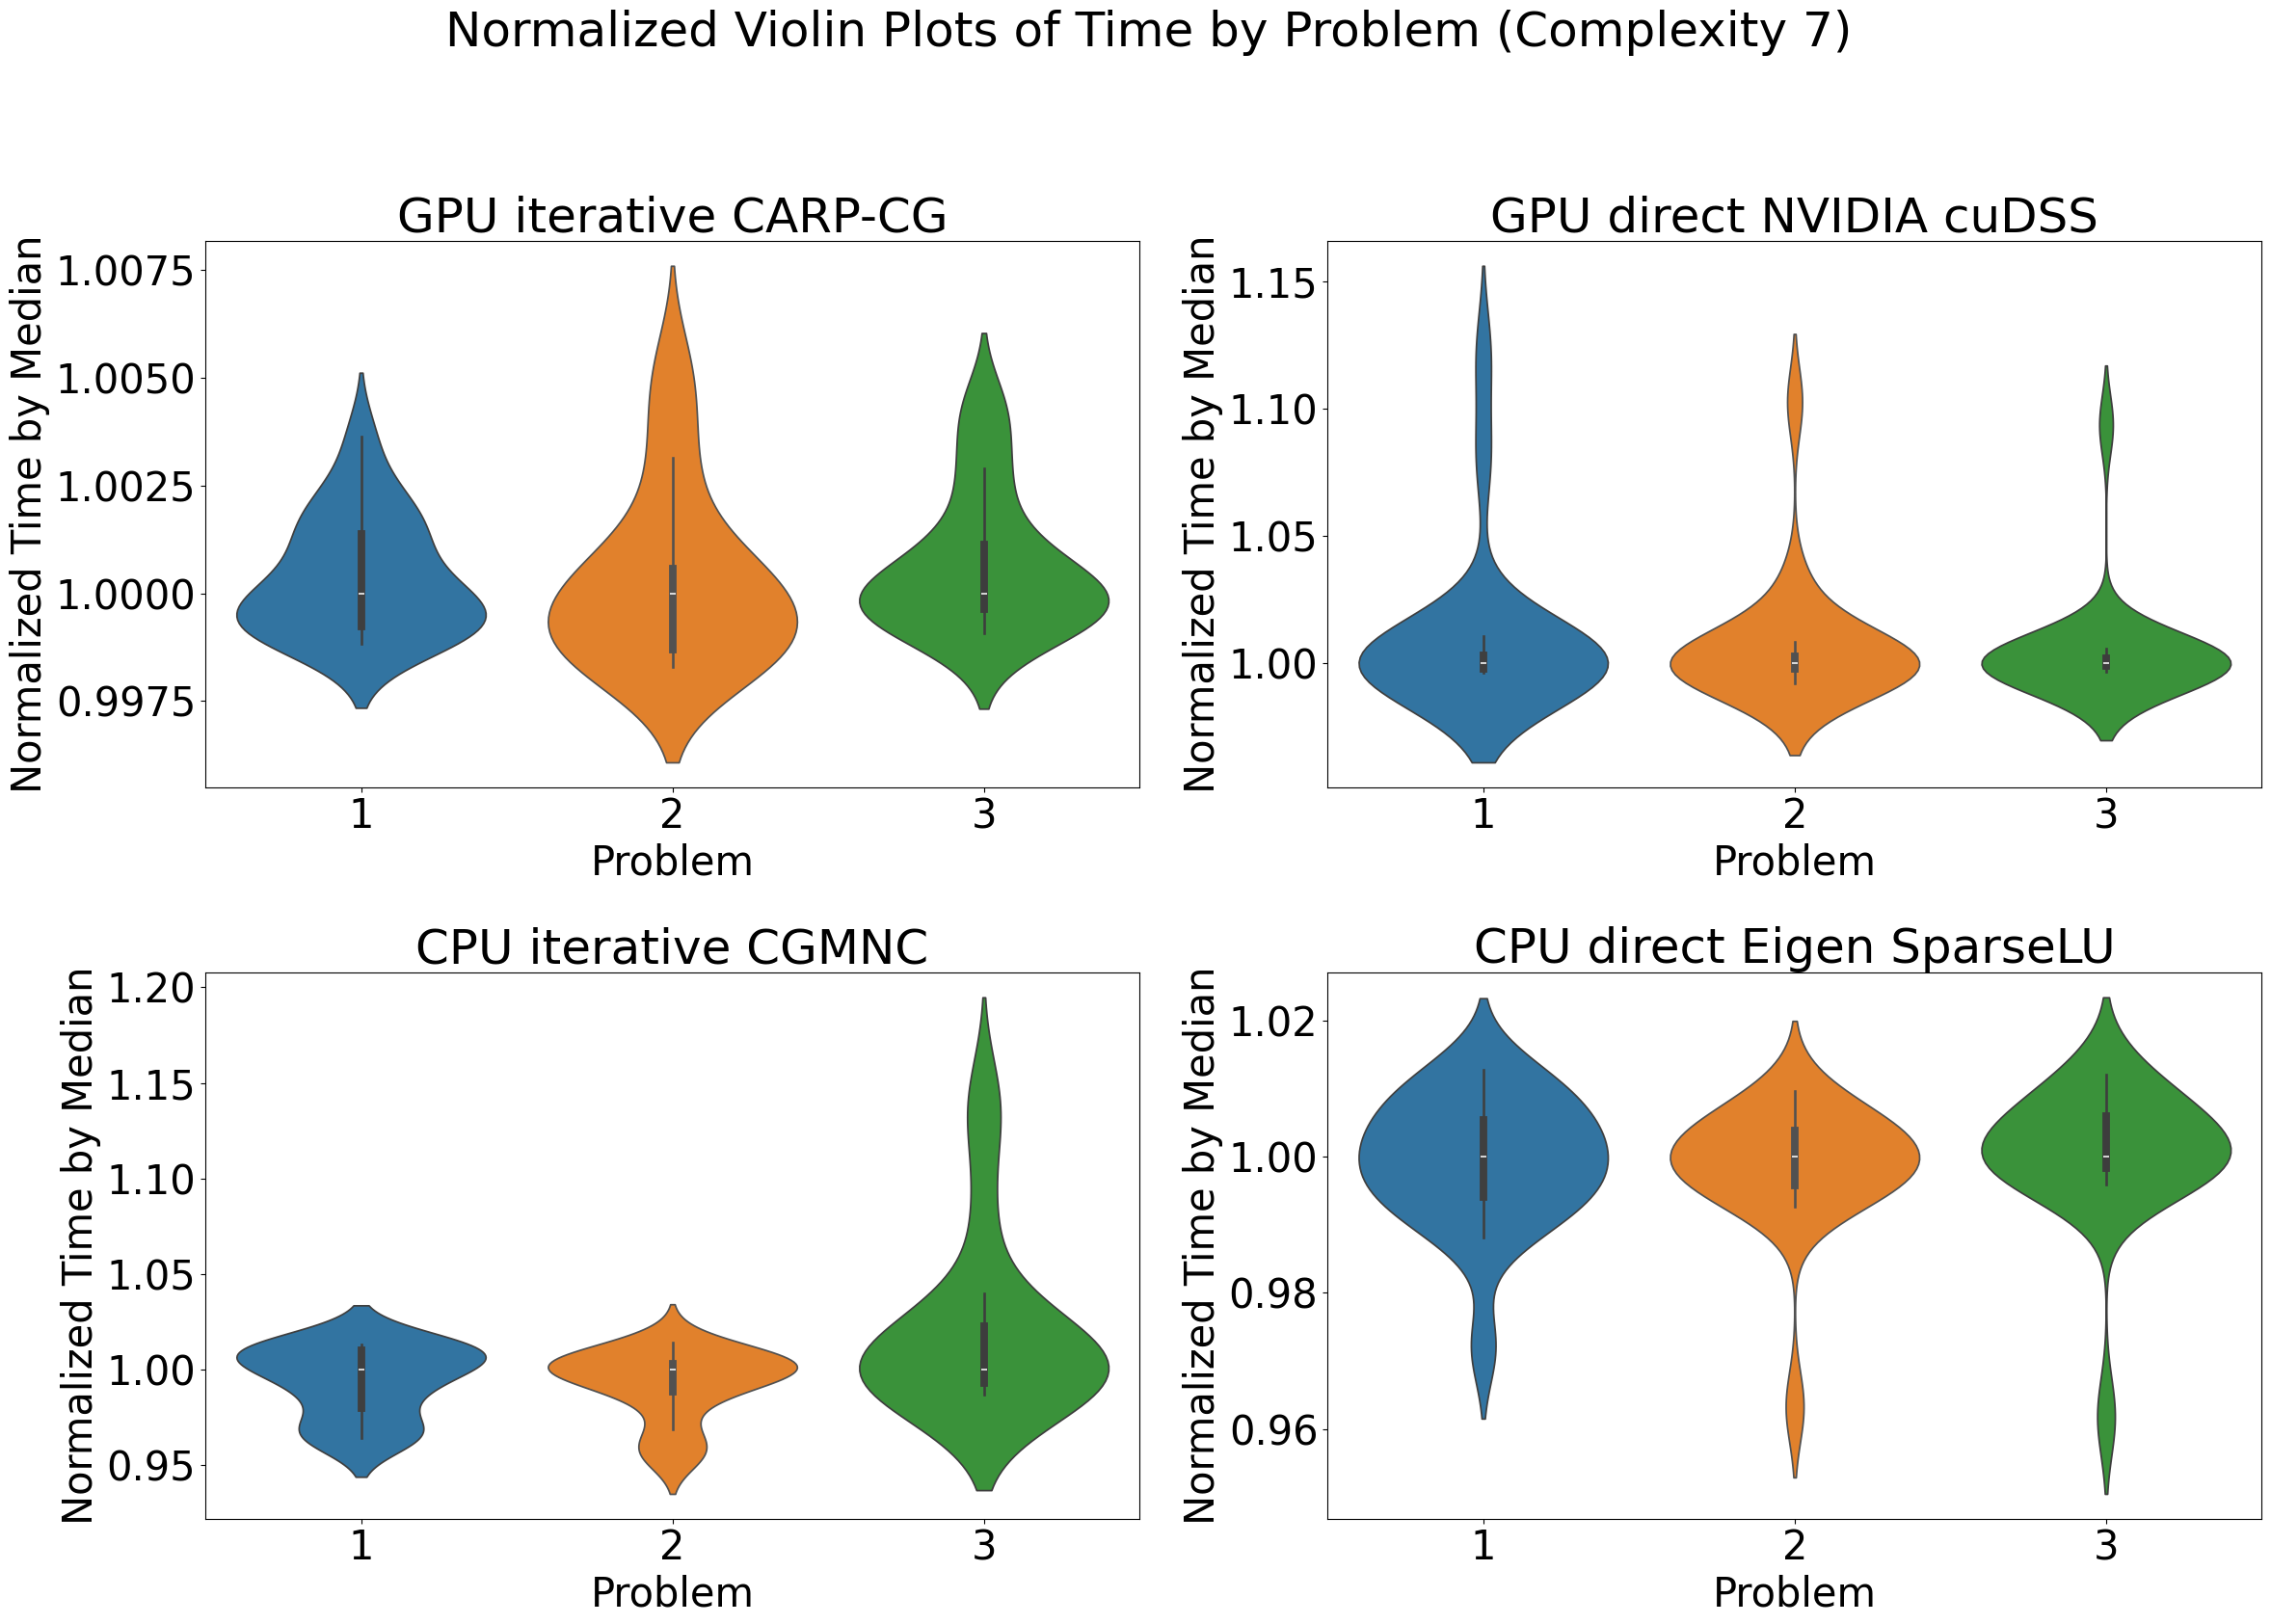 Normalized Violin Plots of Time by Problem (Complexity 7)
GPU iterative CARP-CG
Normalized Time by Median
1.0075
1.0050
1.0025
1.0000
0.9975
1 2 3
Problem
GPU direct NVIDIA cuDSS
Normalized Time by Median
1.15
1.10
1.05
1.00
1 2 3
Problem
CPU iterative CGMNC
Normalized Time by Median
1.20
1.15
1.10
1.05
1.00
0.95
1 2 3
Problem
CPU direct Eigen SparseLU
Normalized Time by Median
1.02
1.00
0.98
0.96
1 2 3
Problem